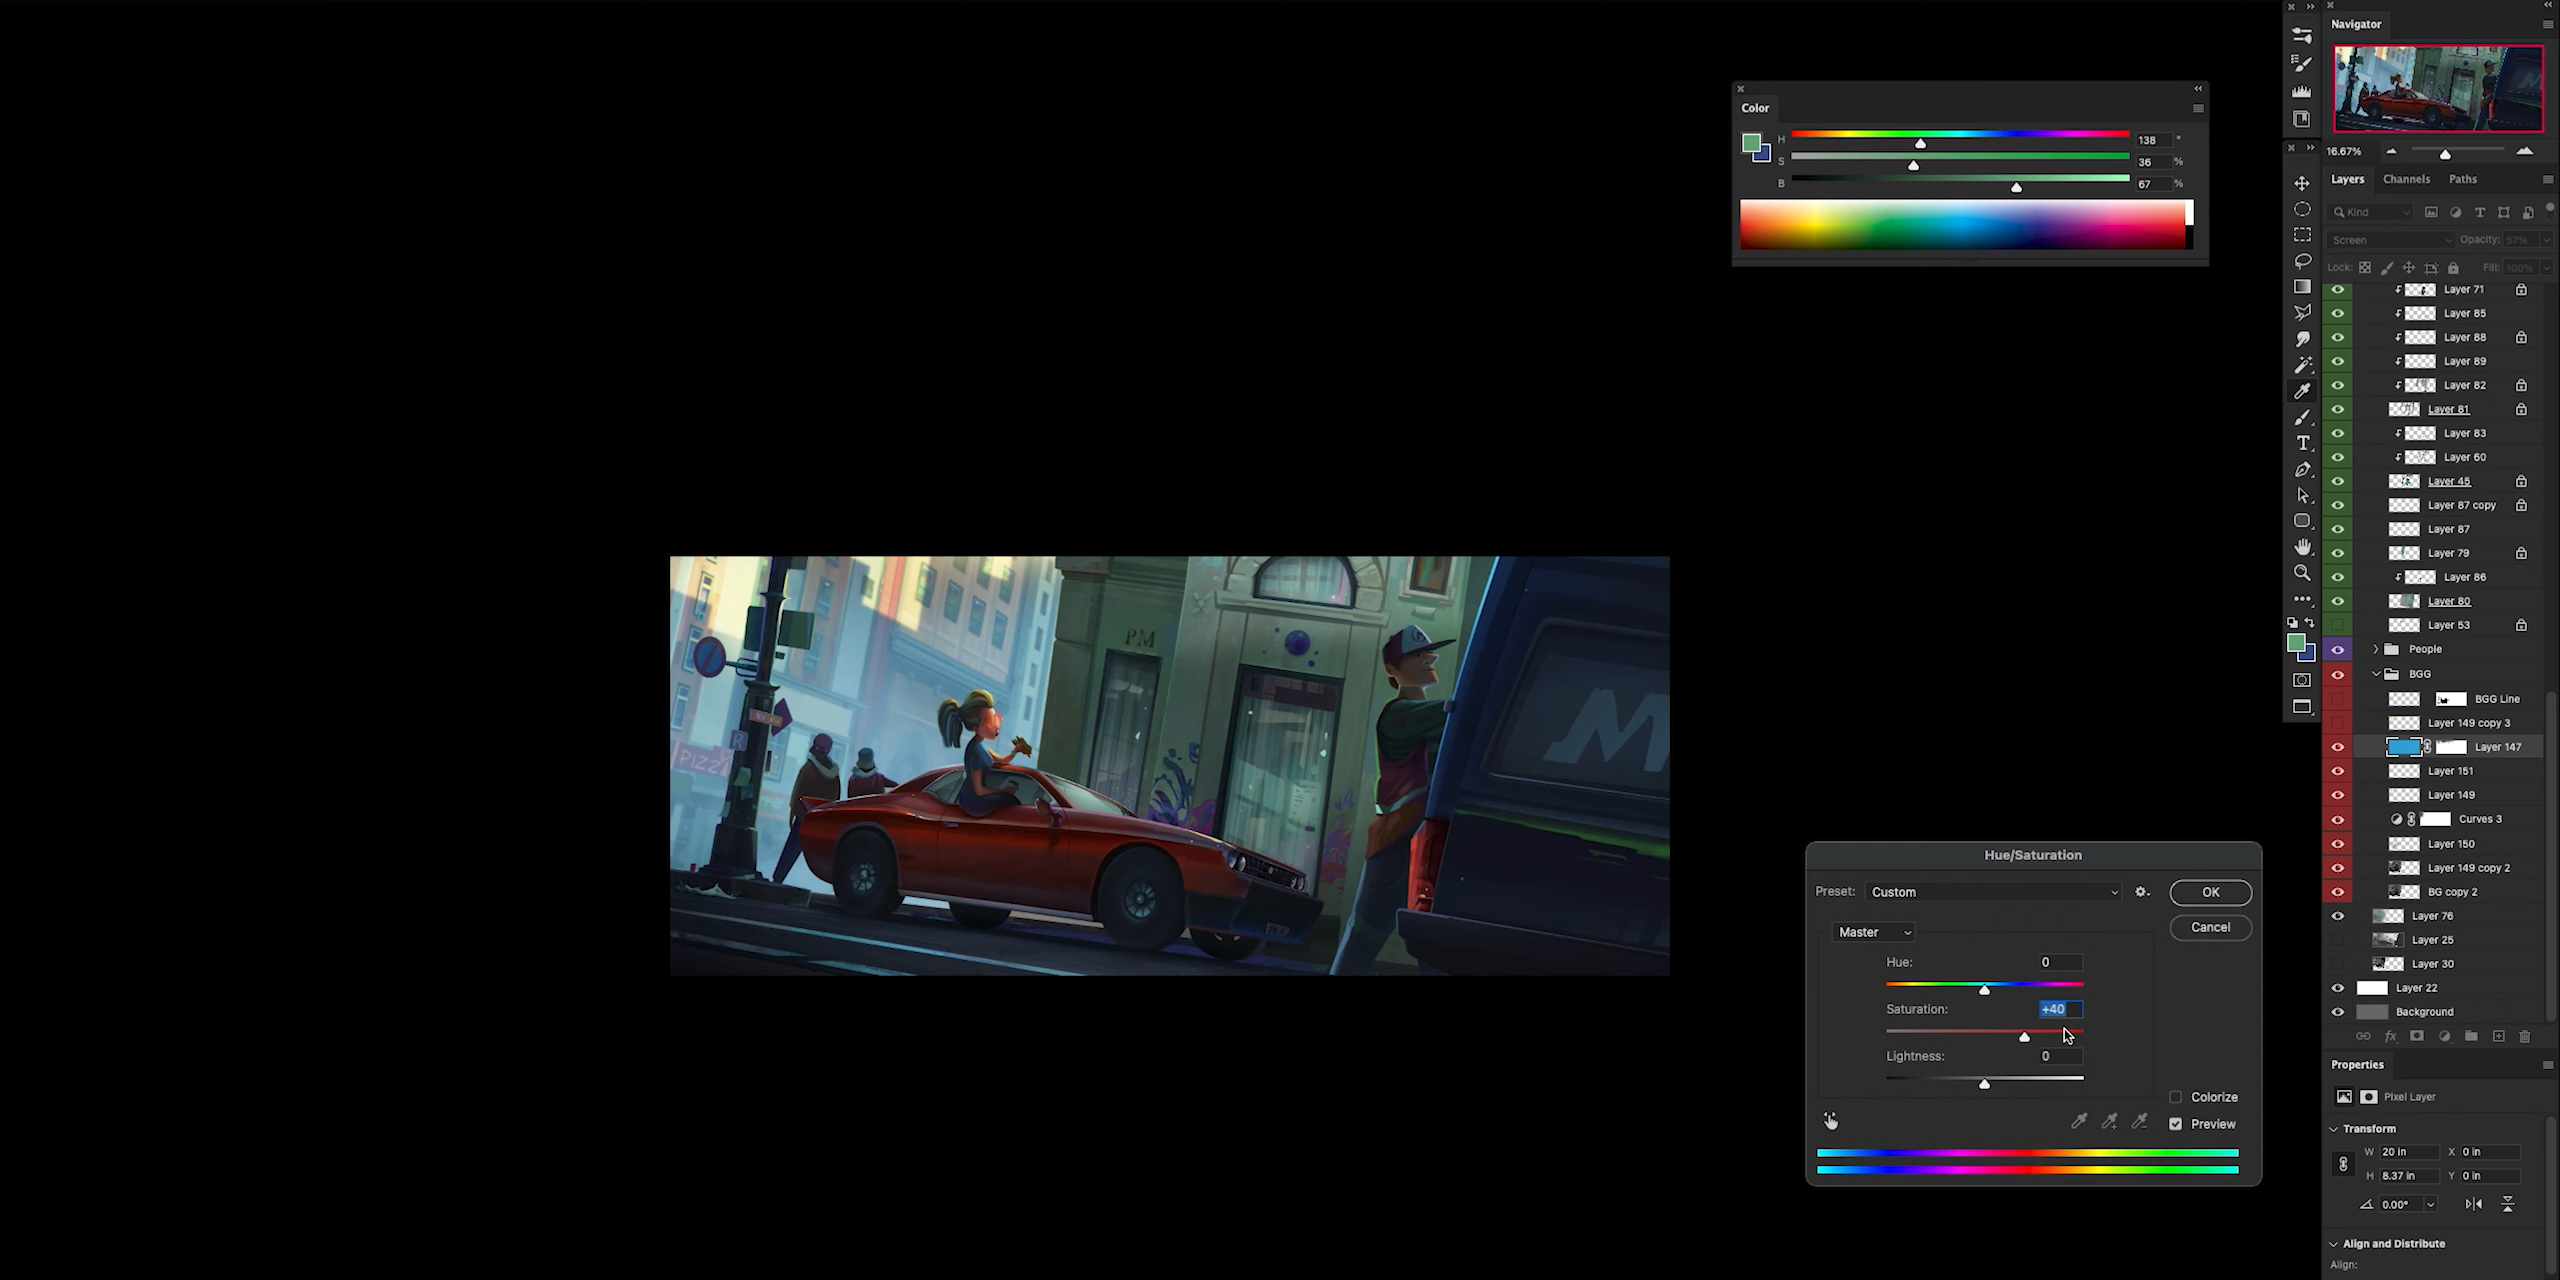 Navigator
16.67%
Layers Channels Paths
Kind
Screen Opacity: 57%
Lock: Fill: 100%
Layer 71
Layer 85
Layer 88
Layer 89
Layer 82
Layer 81
Layer 83
Layer 60
Layer 45
Layer 87 copy
Layer 87
Layer 79
Layer 86
Layer 80
Layer 53
People
BGG
BGG Line
Layer 149 copy 3
Layer 147
Layer 151
Layer 149
Curves 3
Layer 150
Layer 149 copy 2
BG copy 2
Layer 76
Layer 25
Layer 30
Layer 22
Background
fx
Properties
Pixel Layer
Transform
W 20 in X 0 in
H 8.37 in Y 0 in
0.00°
Align and Distribute
Align:
Color
H 138 °
S 36 %
B 67 %
Hue/Saturation
Preset: Custom
OK
Cancel
Master
Hue: 0
Saturation: +40
Lightness: 0
Colorize
Preview
PM
PIZZ
R
M